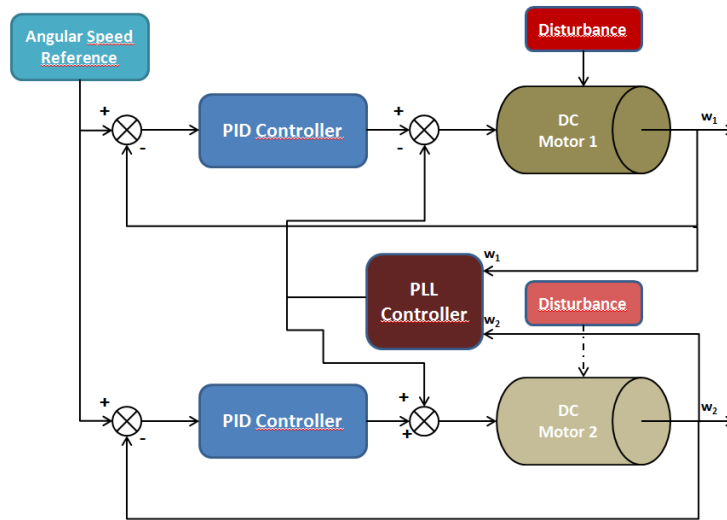 Angular Speed
Reference
Disturbance
+
-
PID Controller
+
-
DC
Motor 1
w₁
w₁
PLL
Controller
w₂
Disturbance
+
-
PID Controller
+
+
DC
Motor 2
w₂